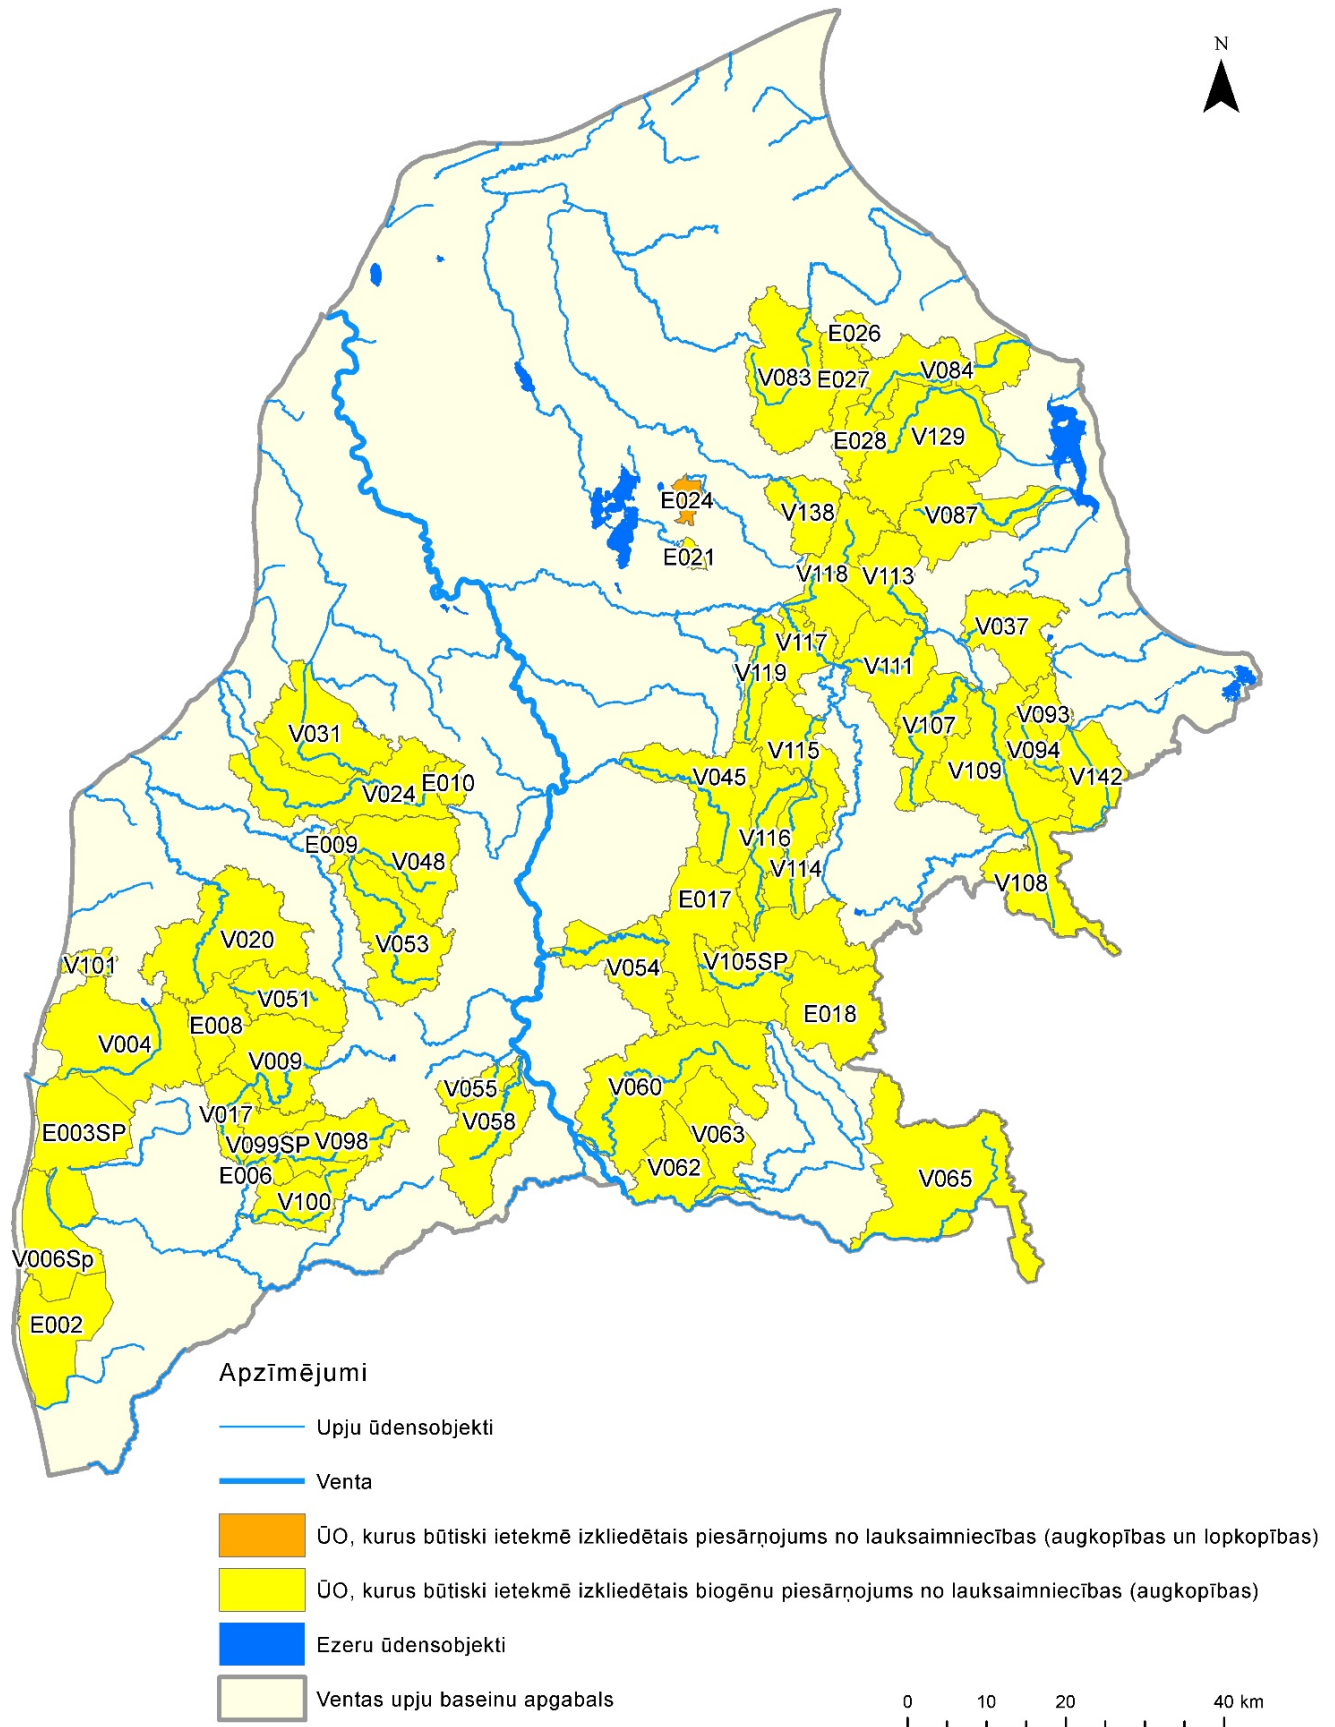 N
E026
V083
E027
V084
E028
V129
E024
V138
V087
E021
V118
V113
V037
V117
V119
V111
V107
V093
V031
V115
V094
V045
V109
V142
V024
E010
V116
E009
V048
V114
V108
E017
V020
V053
V101
V054
V105SP
V051
E008
E018
V004
V009
V055
V060
V017
V058
E003SP
V099SP
V098
V063
E006
V062
V065
V100
V006Sp
E002
Apzīmējumi
Upju ūdensobjekti
Venta
ŪO, kurus būtiski ietekmē izkliedētais piesārņojums no lauksaimniecības (augkopības un lopkopības)
ŪO, kurus būtiski ietekmē izkliedētais biogēnu piesārņojums no lauksaimniecības (augkopības)
Ezeru ūdensobjekti
Ventas upju baseinu apgabals
0 10 20 40 km